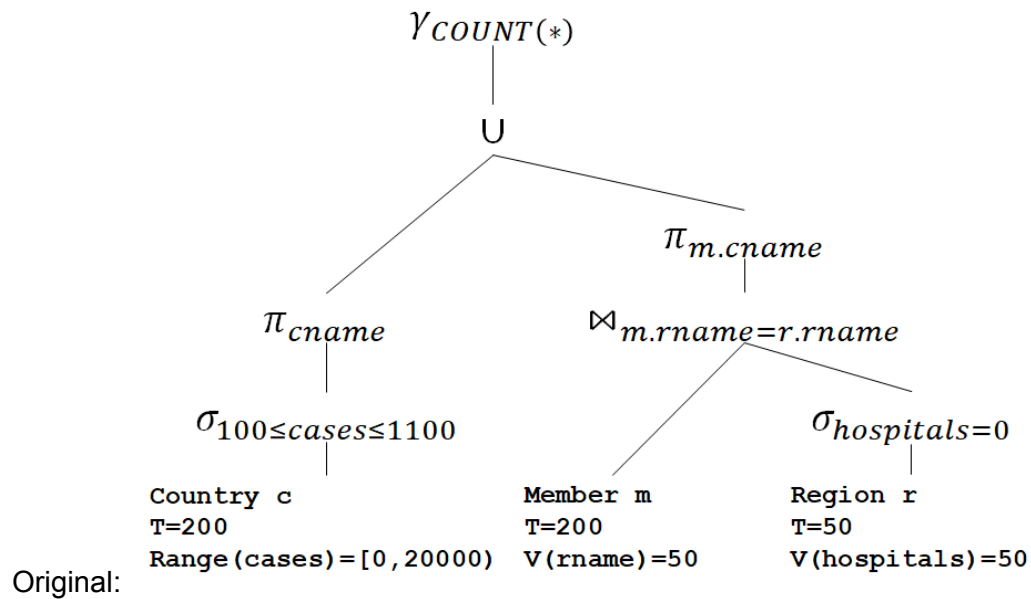 γCOUNT(*)
∪
πm.cname
πcname
⋈m.rname=r.rname
σ100≤cases≤1100
σhospitals=0
Country c
T=200
Range(cases)=[0,20000)
Member m
T=200
V(rname)=50
Region r
T=50
V(hospitals)=50
Original: